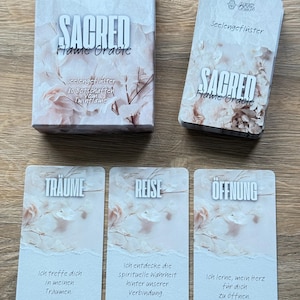 SACRED
Flame Oracle
Seelengeflüster
SACRED
Flame Oracle
TRÄUME
Ich treffe dich
in meinen
Träumen.
REISE
Ich entdecke die
spirituelle Wahrheit
hinter unserer
Verbindung.
ÖFFNUNG
Ich lerne, mein Herz
für dich
zu öffnen.